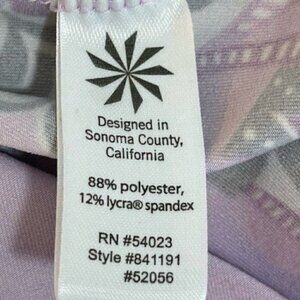 Designed in
Sonoma County,
California
88% polyester,
12% lycra® spandex
RN #54023
Style #841191
#52056